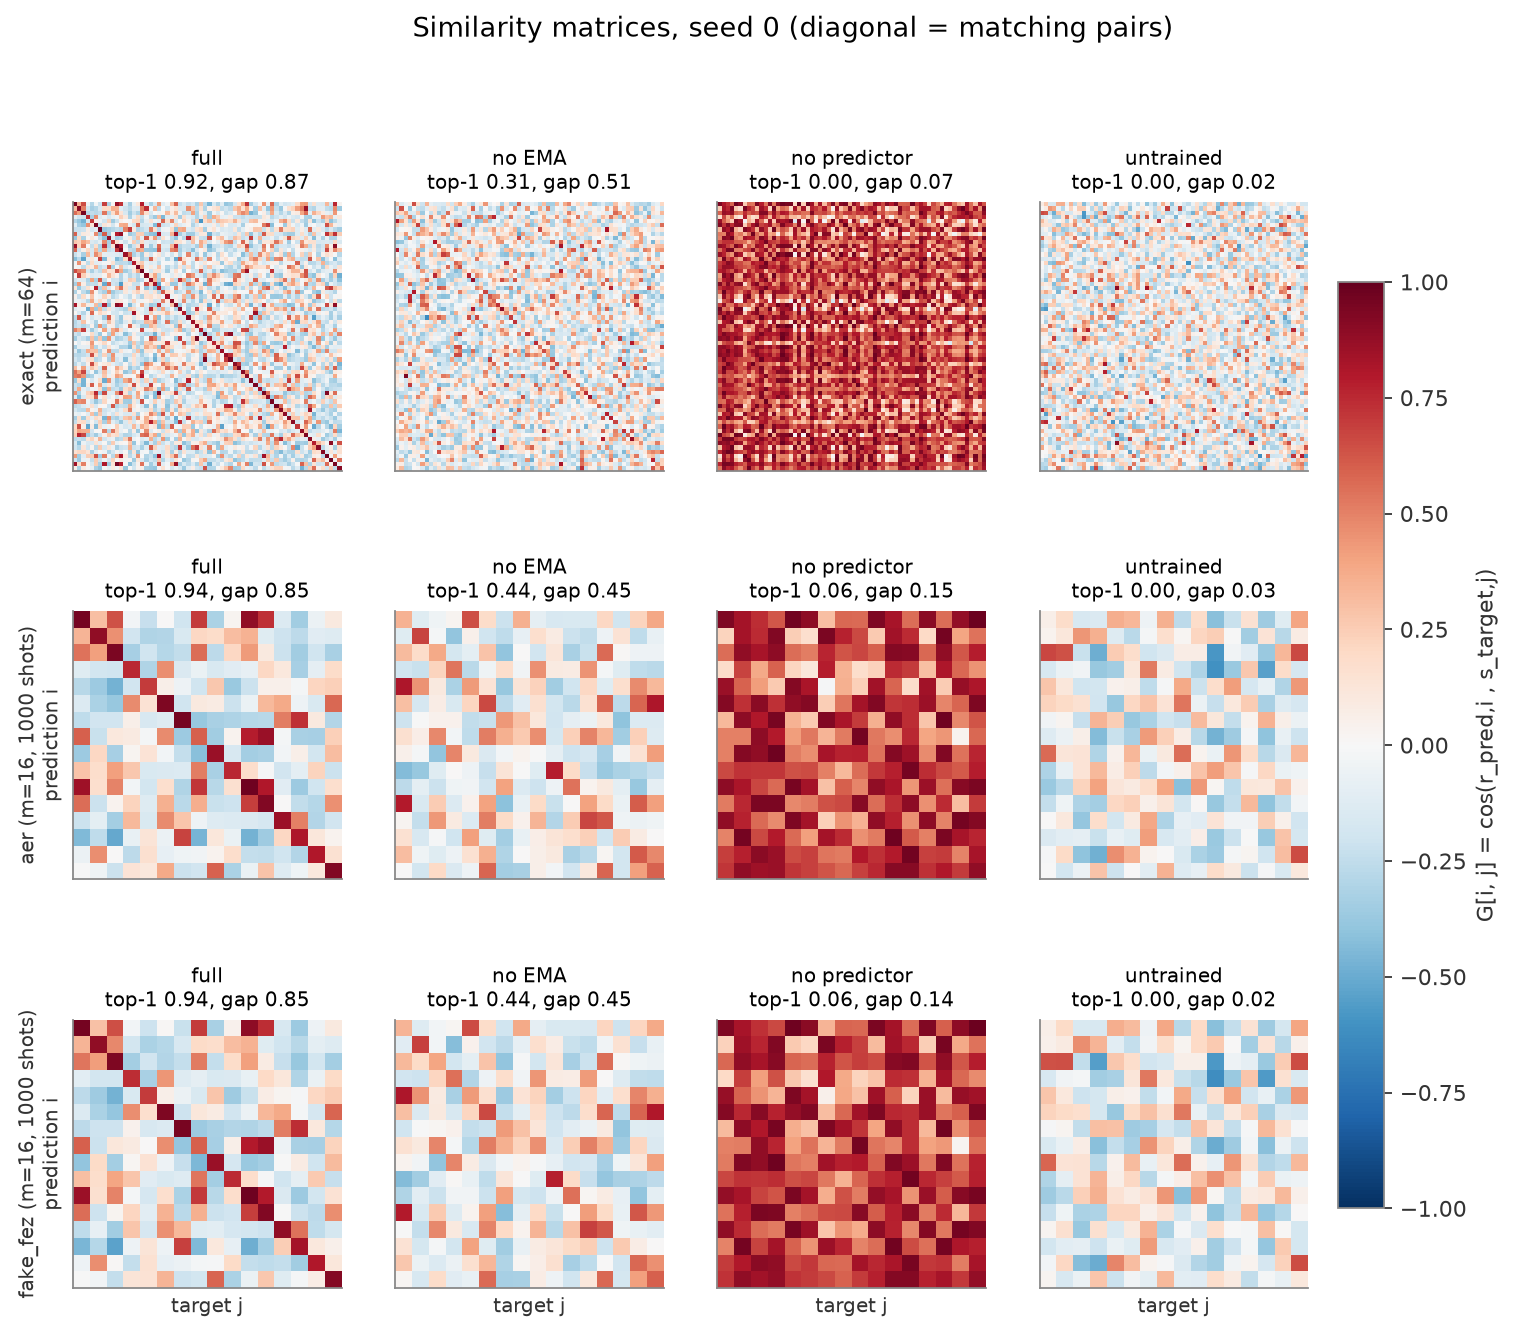 Similarity matrices, seed 0 (diagonal = matching pairs)
full
top-1 0.92, gap 0.87
no EMA
top-1 0.31, gap 0.51
no predictor
top-1 0.00, gap 0.07
untrained
top-1 0.00, gap 0.02
exact (m=64)
prediction i
full
top-1 0.94, gap 0.85
no EMA
top-1 0.44, gap 0.45
no predictor
top-1 0.06, gap 0.15
untrained
top-1 0.00, gap 0.03
aer (m=16, 1000 shots)
prediction i
full
top-1 0.94, gap 0.85
no EMA
top-1 0.44, gap 0.45
no predictor
top-1 0.06, gap 0.14
untrained
top-1 0.00, gap 0.02
fake_fez (m=16, 1000 shots)
prediction i
target j
target j
target j
target j
1.00
0.75
0.50
0.25
0.00
−0.25
−0.50
−0.75
−1.00
G[i, j] = cos(r_pred,i , s_target,j)